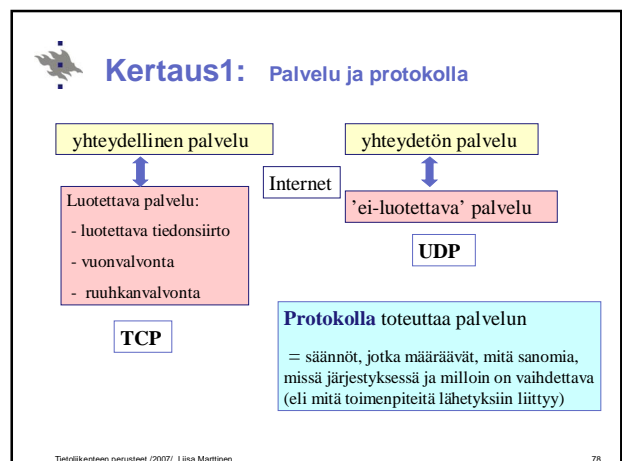 Kertaus1: Palvelu ja protokolla
yhteydellinen palvelu
Luotettava palvelu:
- luotettava tiedonsiirto
- vuonvalvonta
- ruuhkanvalvonta
TCP
Internet
yhteydetön palvelu
’ei-luotettava’ palvelu
UDP
Protokolla toteuttaa palvelun
= säännöt, jotka määräävät, mitä sanomia,
missä järjestyksessä ja milloin on vaihdettava
(eli mitä toimenpiteitä lähetyksiin liittyy)
Tietoliikenteen perusteet /2007/ Liisa Marttinen
78